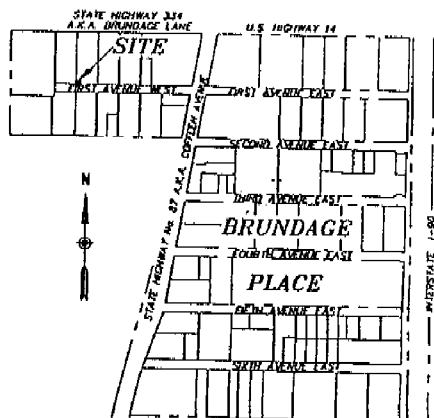 STATE HIGHWAY 334
A.K.A. BRUNDAGE LANE
U.S. HIGHWAY 14
SITE
FIRST AVENUE WEST
FIRST AVENUE EAST
SECOND AVENUE EAST
THIRD AVENUE EAST
N
BRUNDAGE
FOURTH AVENUE EAST
PLACE
FIFTH AVENUE EAST
SIXTH AVENUE EAST
STATE HIGHWAY No. 87 A.K.A. COFFEEN AVENUE
INTERSTATE I-90